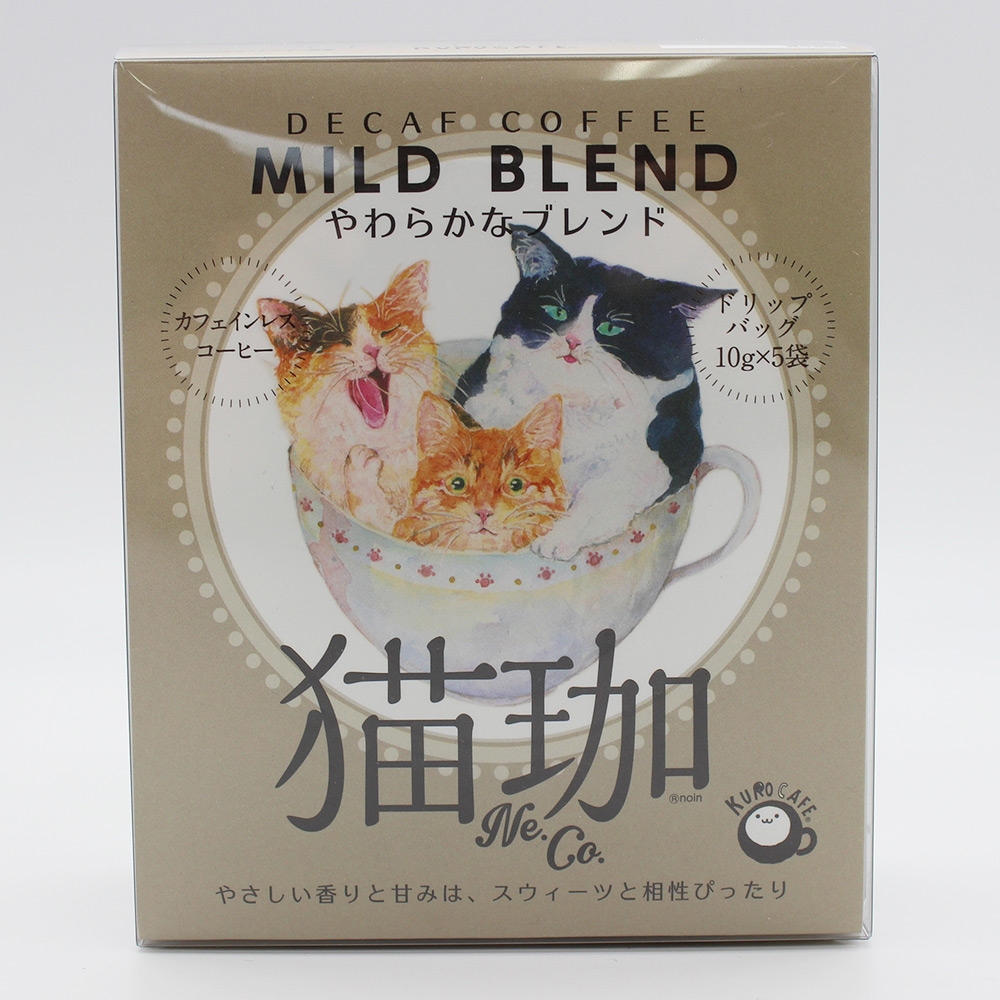 KUROCAFE
DECAF COFFEE
MILD BLEND
やわらかなブレンド
カフェインレス
コーヒー
ドリップ
バッグ
10g×5袋
猫珈
®noin
Ne.Co.
KURO CAFE®
やさしい香りと甘みは、スウィーツと相性ぴったり